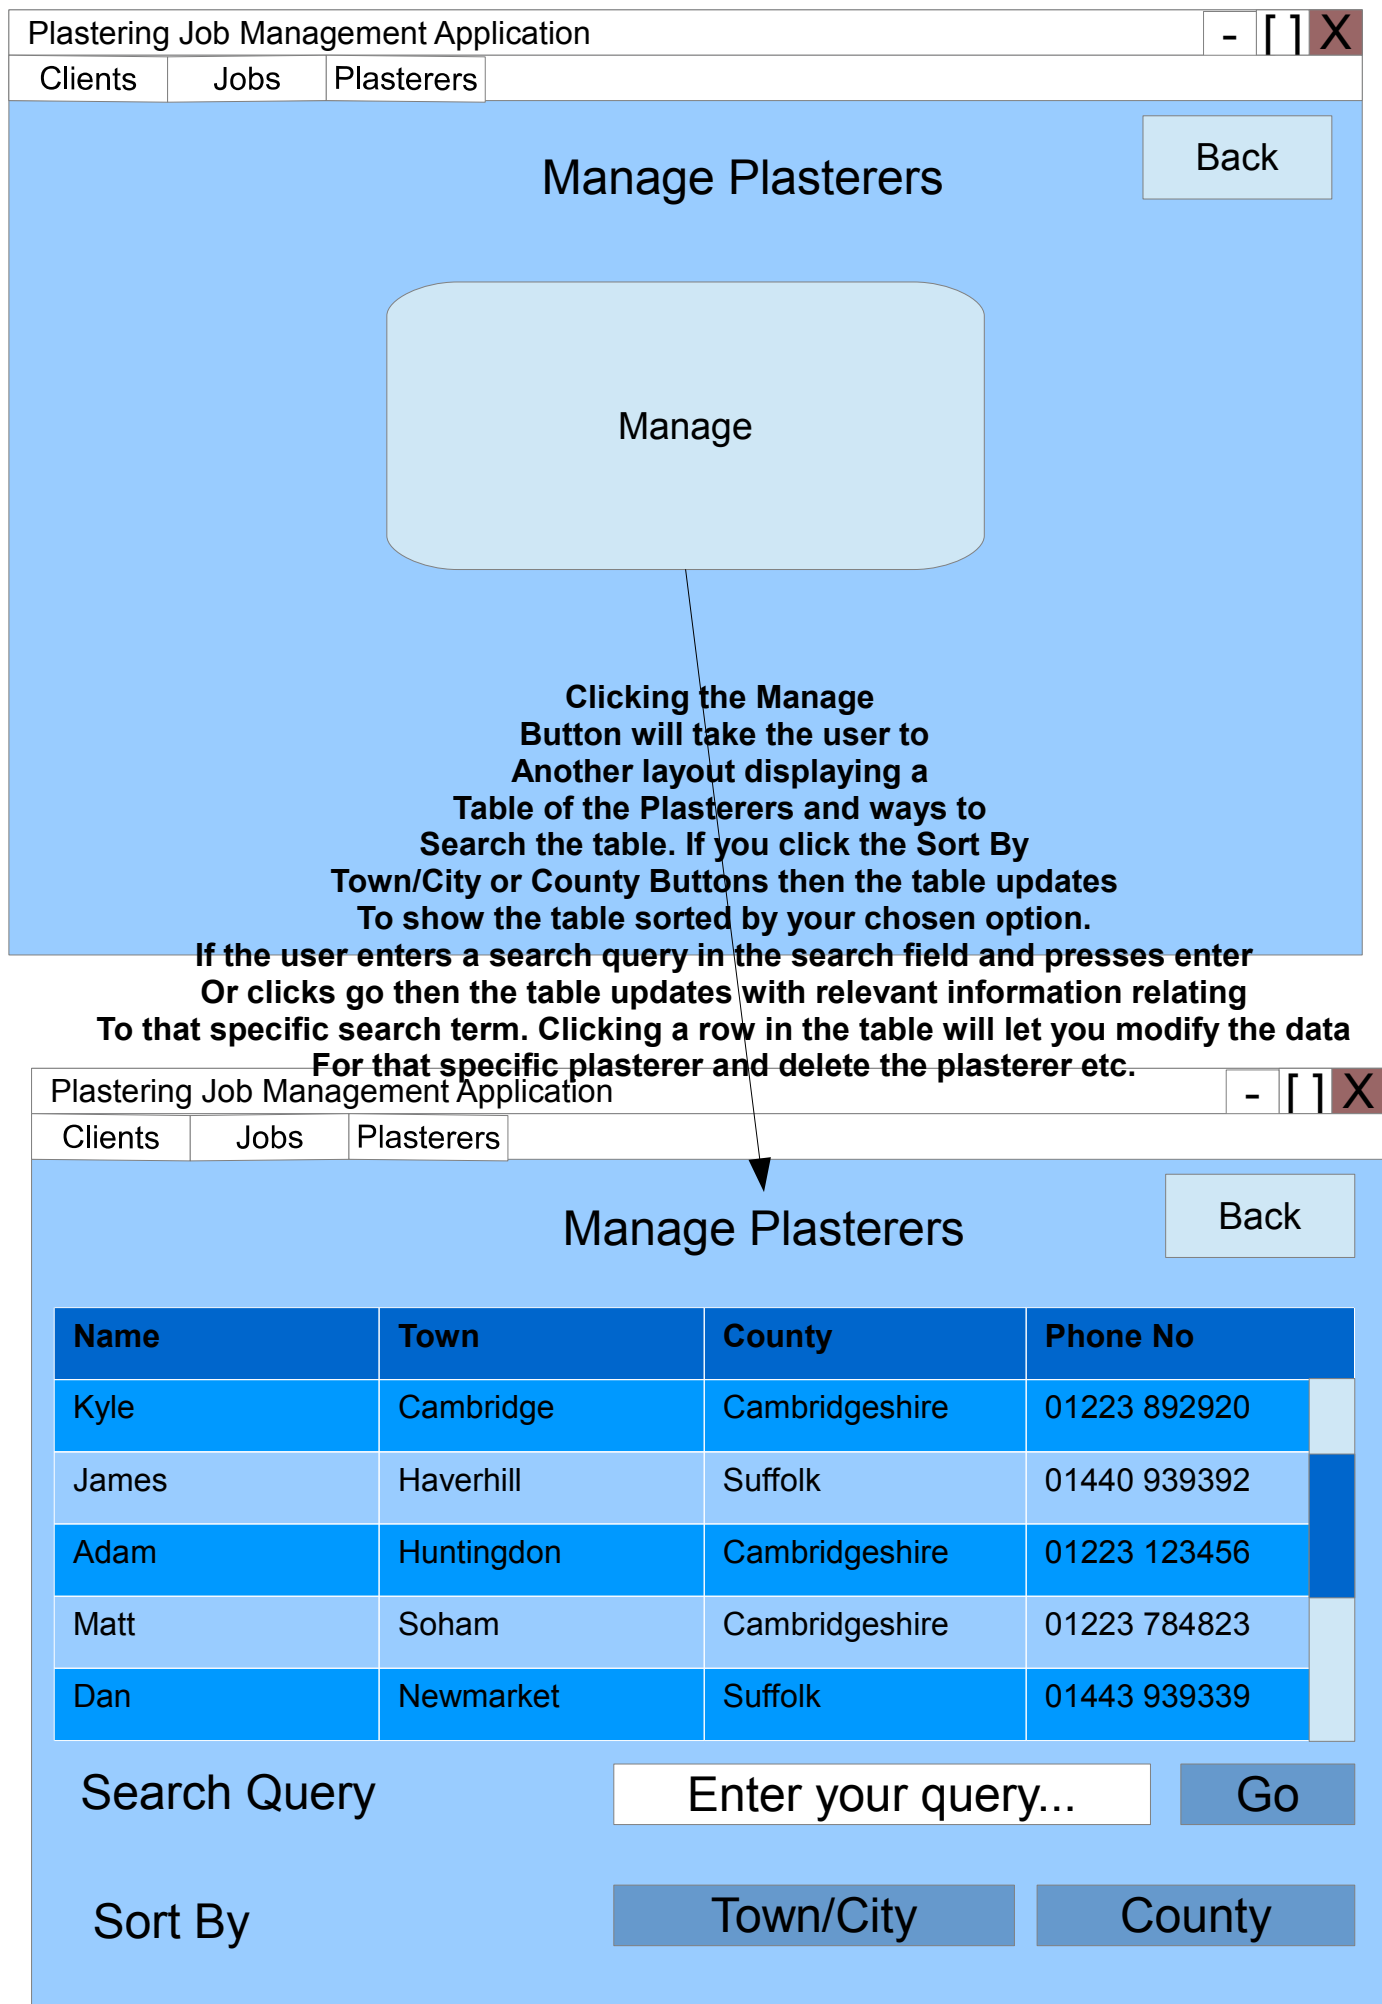 Plastering Job Management Application - [ ] X
Clients Jobs Plasterers
Back
Manage Plasterers
Manage
Clicking the Manage
Button will take the user to
Another layout displaying a
Table of the Plasterers and ways to
Search the table. If you click the Sort By
Town/City or County Buttons then the table updates
To show the table sorted by your chosen option.
If the user enters a search query in the search field and presses enter
Or clicks go then the table updates with relevant information relating
To that specific search term. Clicking a row in the table will let you modify the data
For that specific plasterer and delete the plasterer etc.
Plastering Job Management Application - [ ] X
Clients Jobs Plasterers
Back
Manage Plasterers
Name Town County Phone No
Kyle Cambridge Cambridgeshire 01223 892920
James Haverhill Suffolk 01440 939392
Adam Huntingdon Cambridgeshire 01223 123456
Matt Soham Cambridgeshire 01223 784823
Dan Newmarket Suffolk 01443 939339
Search Query Enter your query... Go
Sort By Town/City County